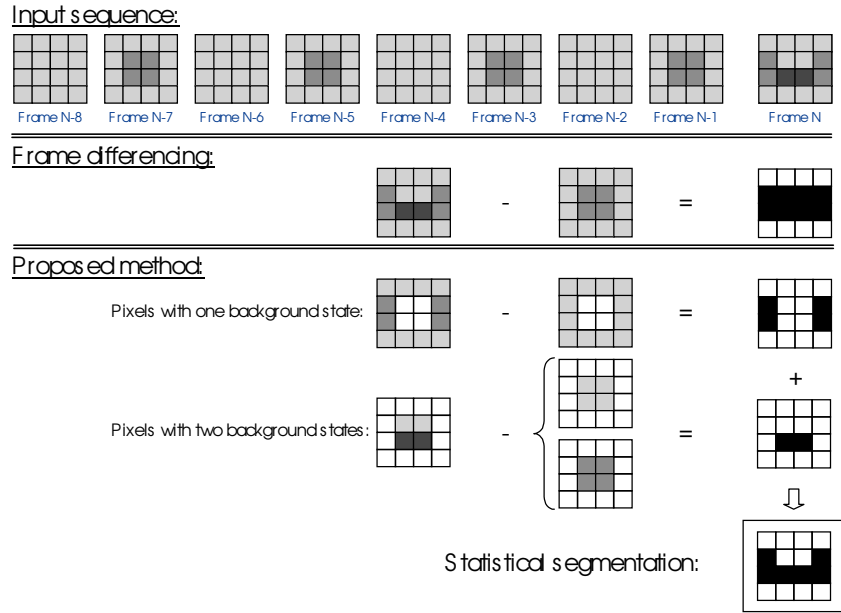 Input sequence:
Frame N-8 Frame N-7 Frame N-6 Frame N-5 Frame N-4 Frame N-3 Frame N-2 Frame N-1 Frame N
Frame differencing:
- =
Proposed method:
Pixels with one background state: - =
+
Pixels with two background states: - =
Statistical segmentation: